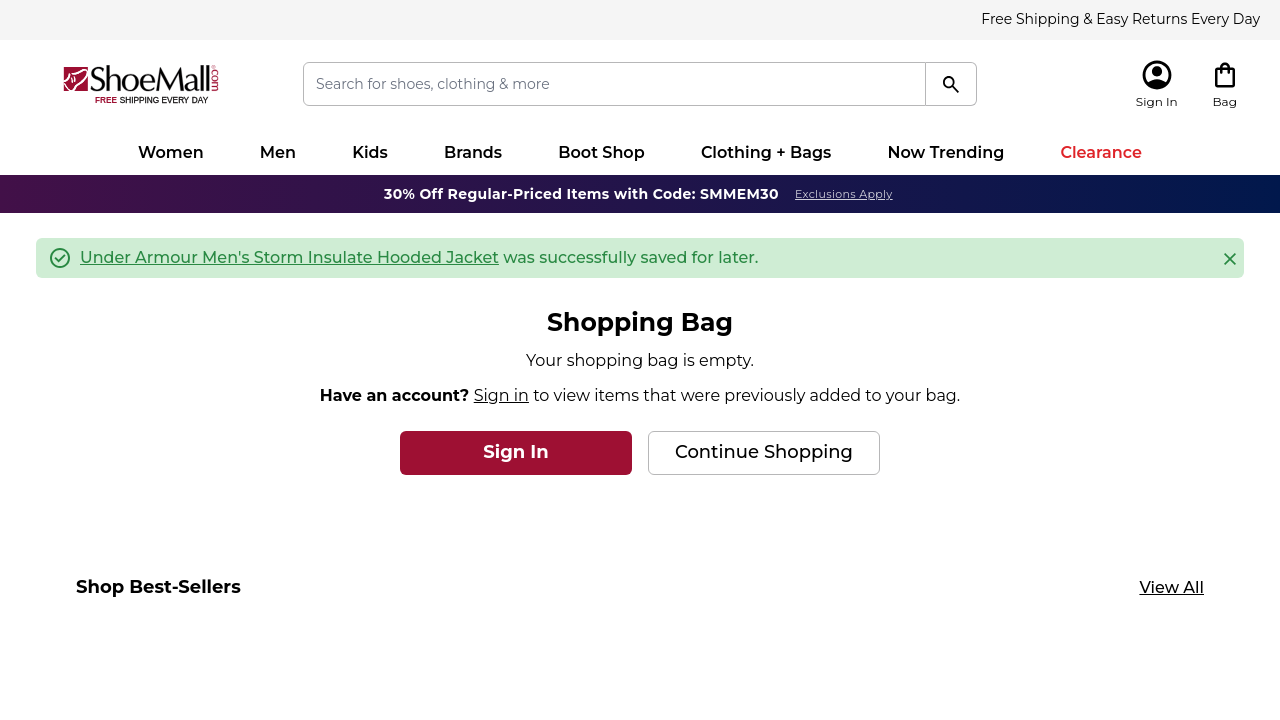 Free Shipping & Easy Returns Every Day
ShoeMall.com
FREE SHIPPING EVERY DAY
Search for shoes, clothing & more
Sign In
Bag
Women Men Kids Brands Boot Shop Clothing + Bags Now Trending Clearance
30% Off Regular-Priced Items with Code: SMMEM30 Exclusions Apply
Under Armour Men's Storm Insulate Hooded Jacket was successfully saved for later.
Shopping Bag
Your shopping bag is empty.
Have an account? Sign in to view items that were previously added to your bag.
Sign In Continue Shopping
Shop Best-Sellers View All